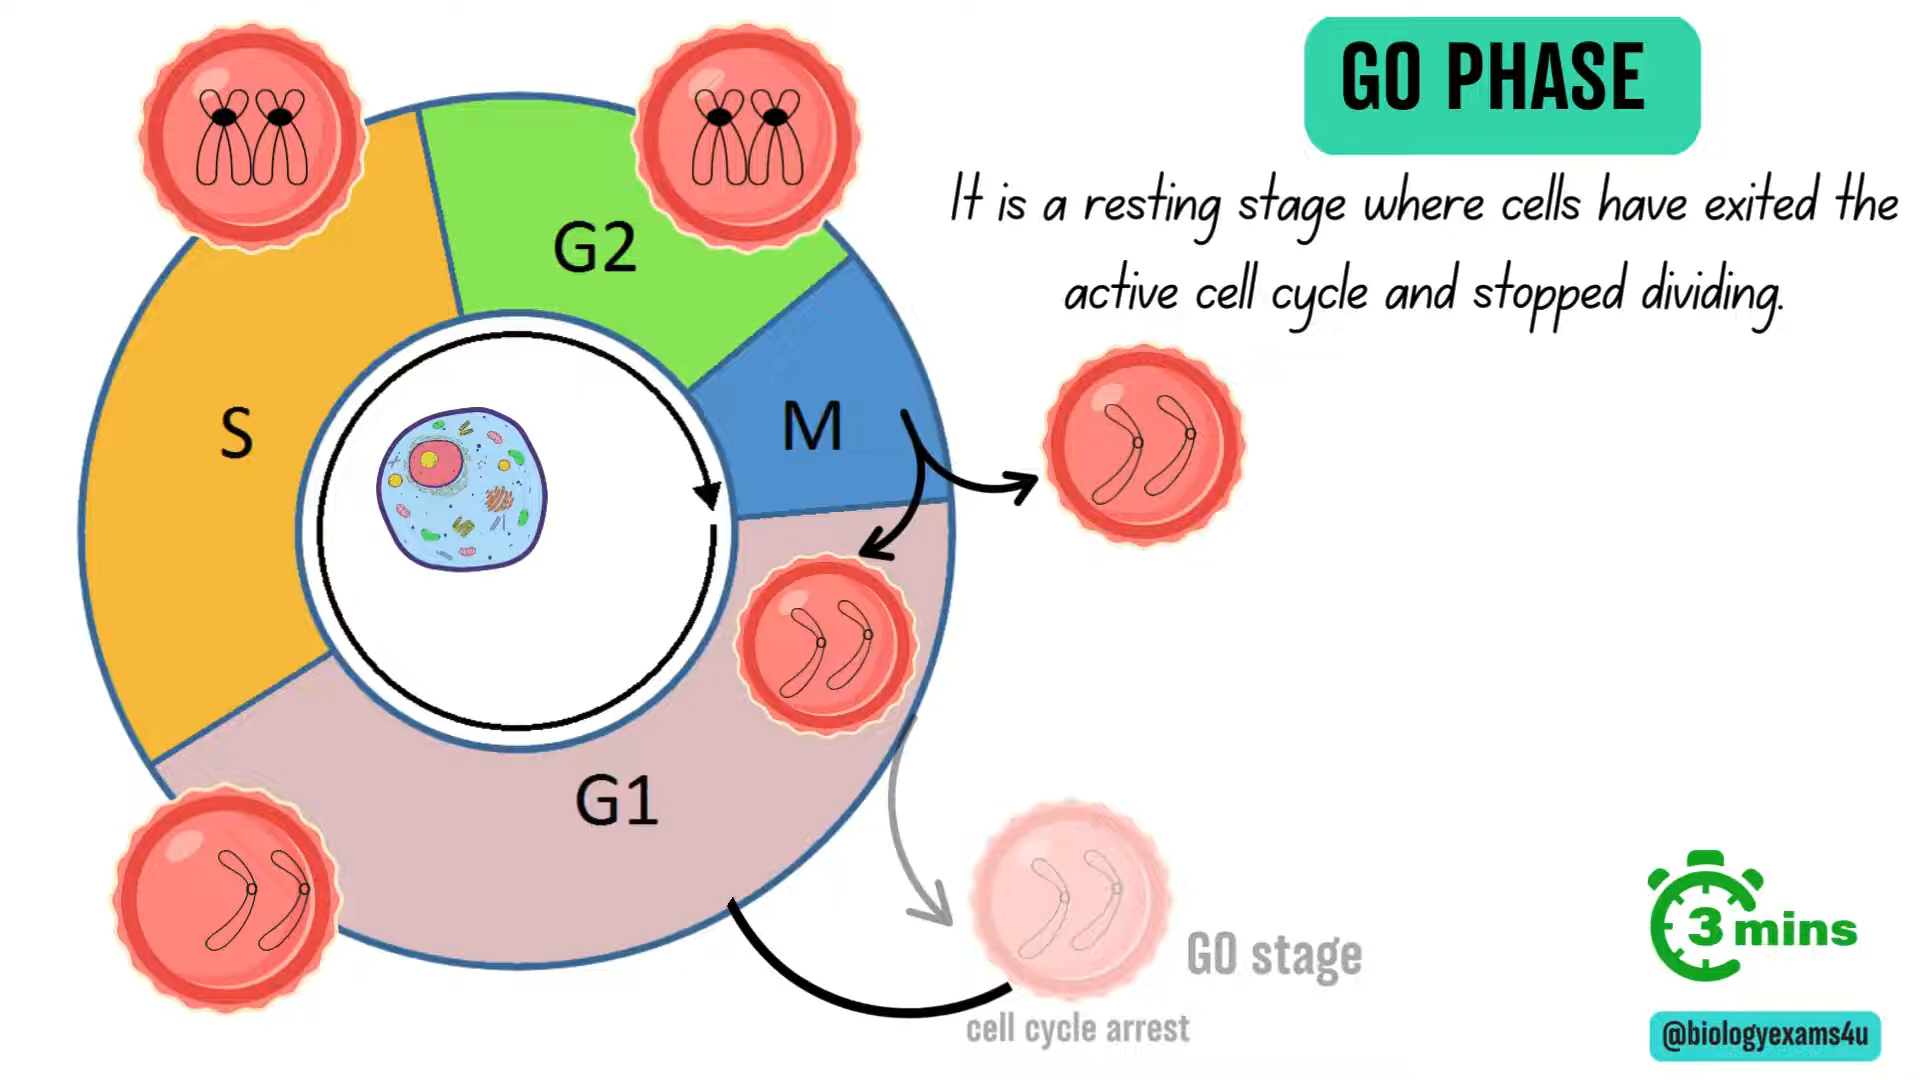 GO PHASE
It is a resting stage where cells have exited the
active cell cycle and stopped dividing.
G2
S
M
G1
GO stage
cell cycle arrest
3 mins
@biologyexams4u